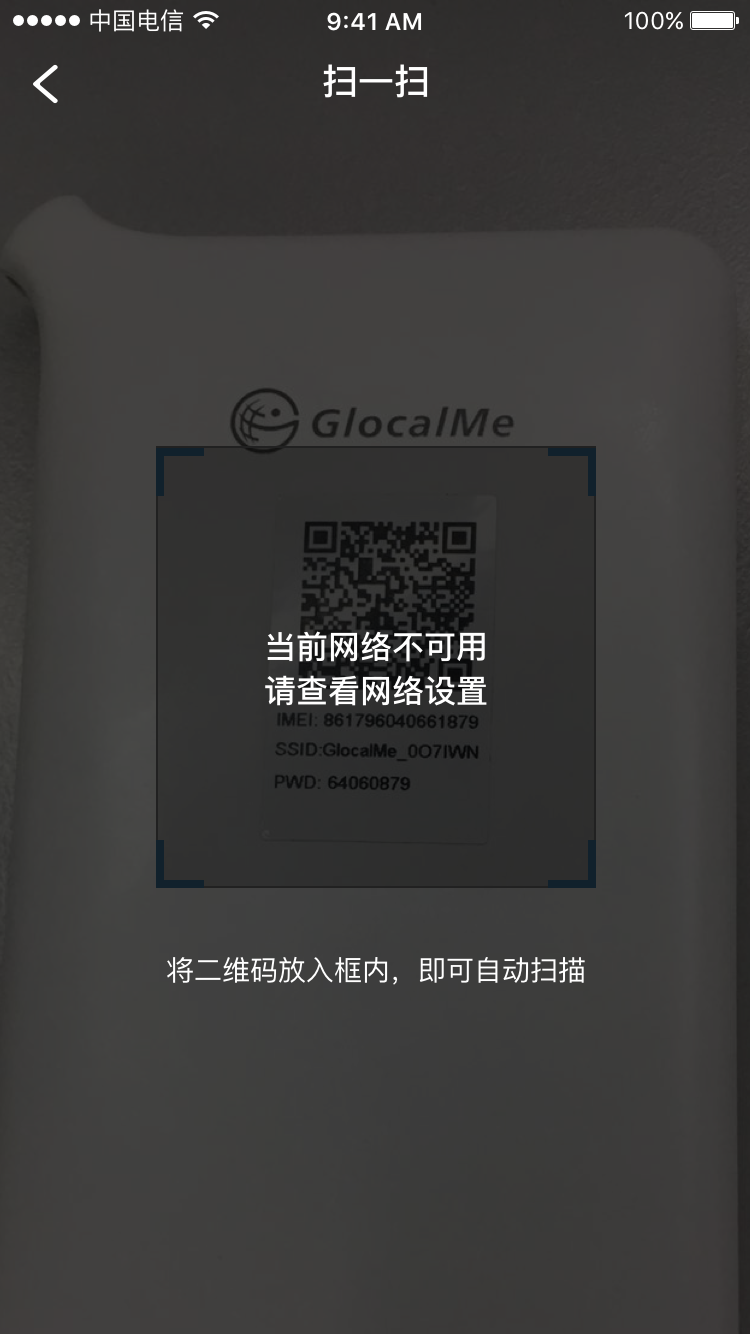 中国电信
9:41 AM
100%
扫一扫
GlocalMe
当前网络不可用
请查看网络设置
IMEI: 861796040661879
SSID:GlocalMe_0O7IWN
PWD: 64060879
将二维码放入框内，即可自动扫描